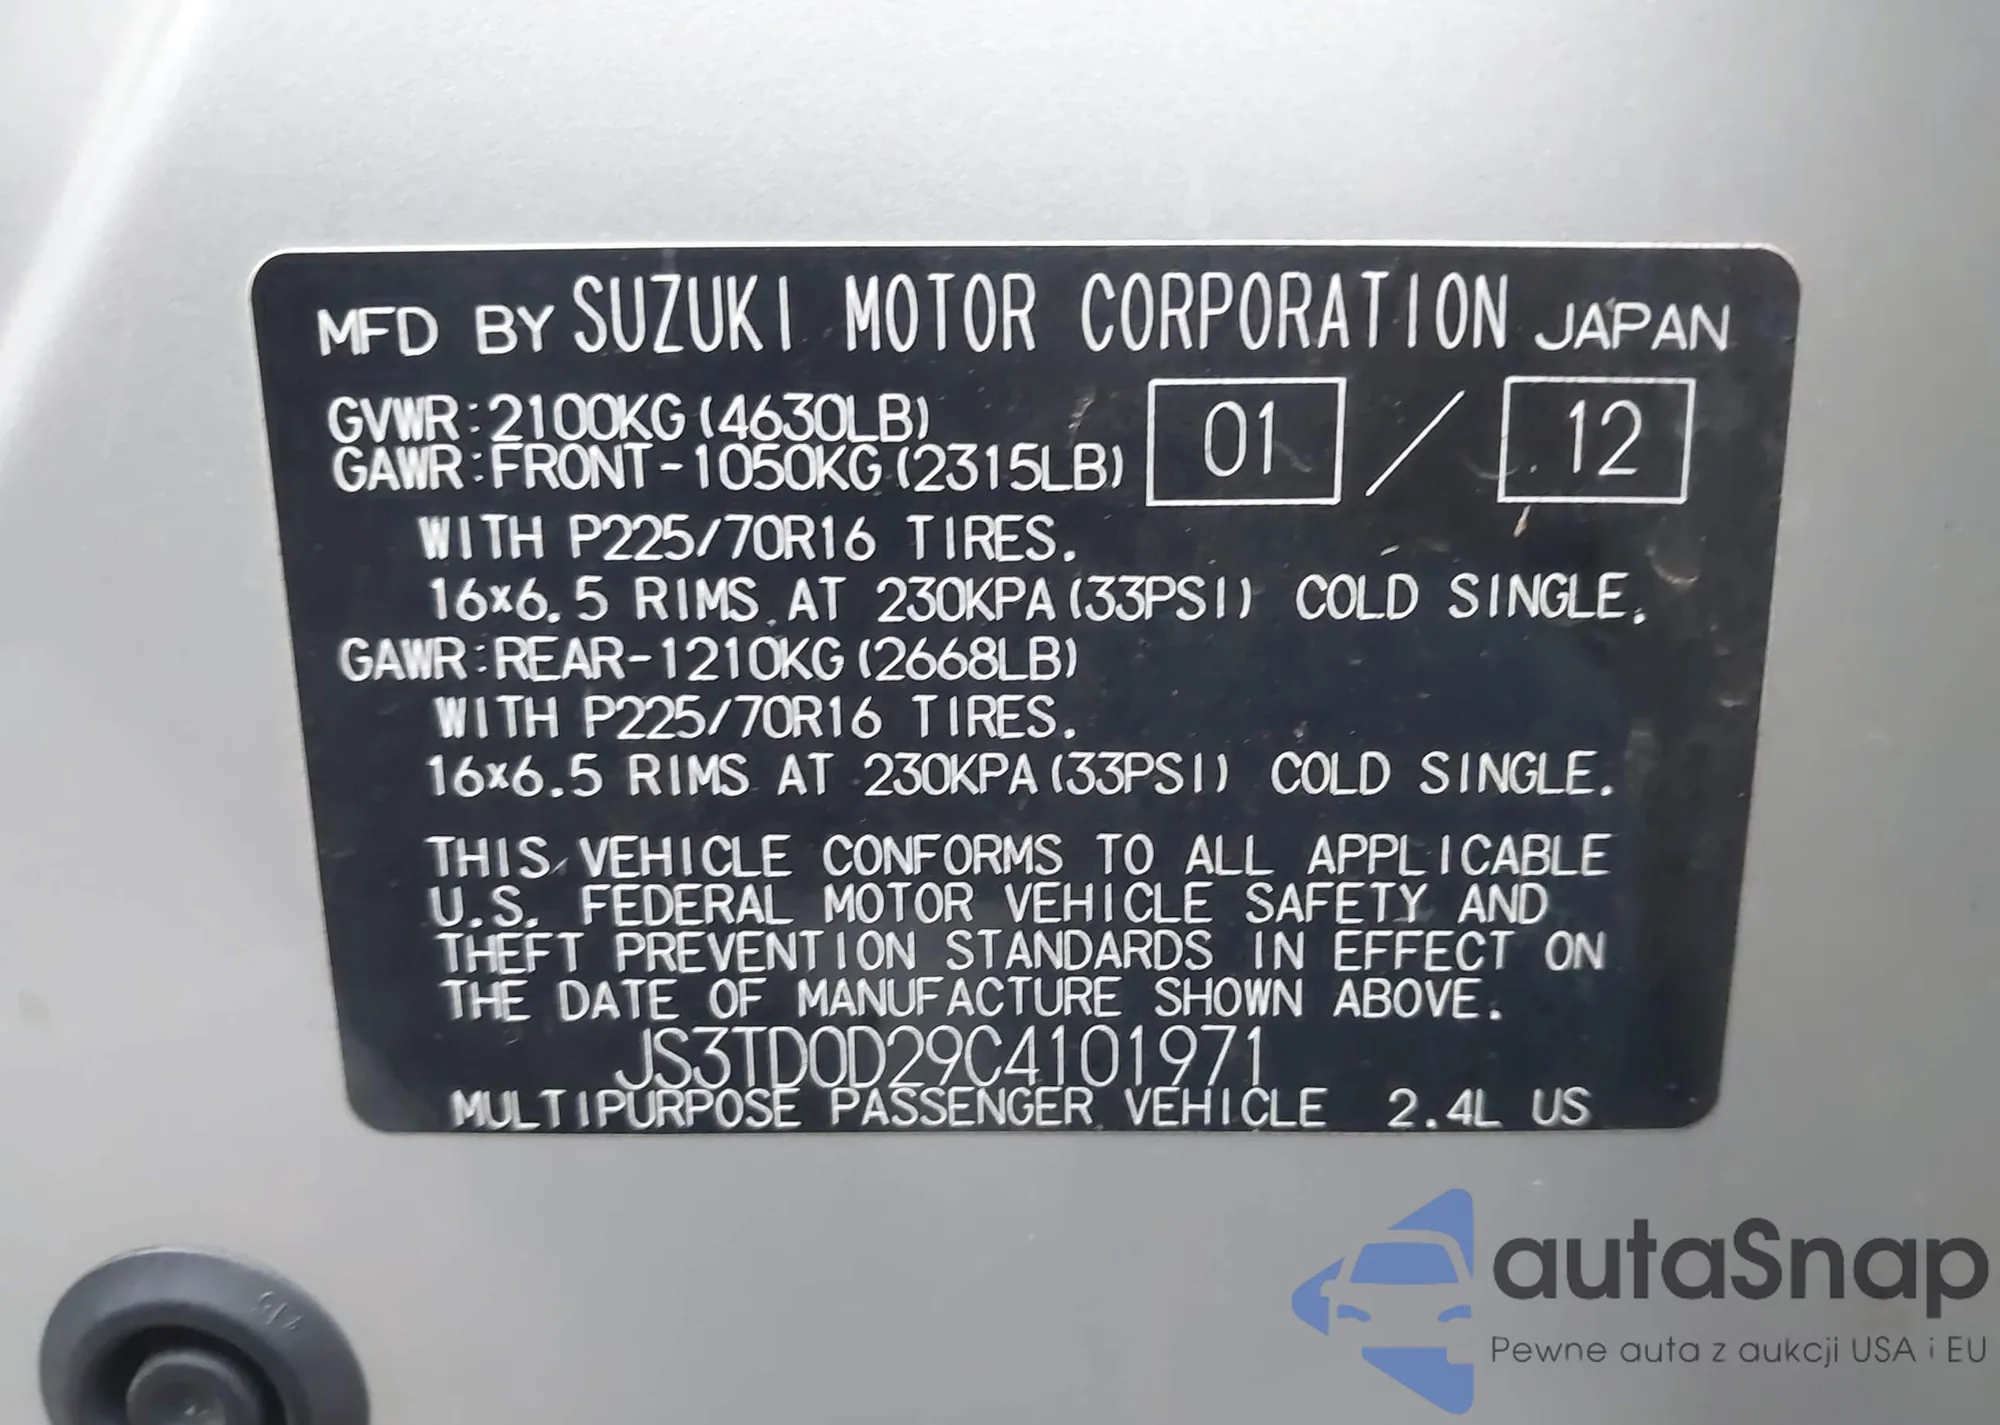 MFD BY SUZUKI MOTOR CORPORATION JAPAN
GVWR:2100KG(4630LB)
GAWR:FRONT-1050KG(2315LB) 01 / 12
WITH P225/70R16 TIRES.
16×6.5 RIMS AT 230KPA(33PSI) COLD SINGLE.
GAWR:REAR-1210KG(2668LB)
WITH P225/70R16 TIRES.
16×6.5 RIMS AT 230KPA(33PSI) COLD SINGLE.
THIS VEHICLE CONFORMS TO ALL APPLICABLE
U.S. FEDERAL MOTOR VEHICLE SAFETY AND
THEFT PREVENTION STANDARDS IN EFFECT ON
THE DATE OF MANUFACTURE SHOWN ABOVE.
JS3TD0D29C4101971
MULTIPURPOSE PASSENGER VEHICLE 2.4L US
autaSnap
Pewne auta z aukcji USA i EU